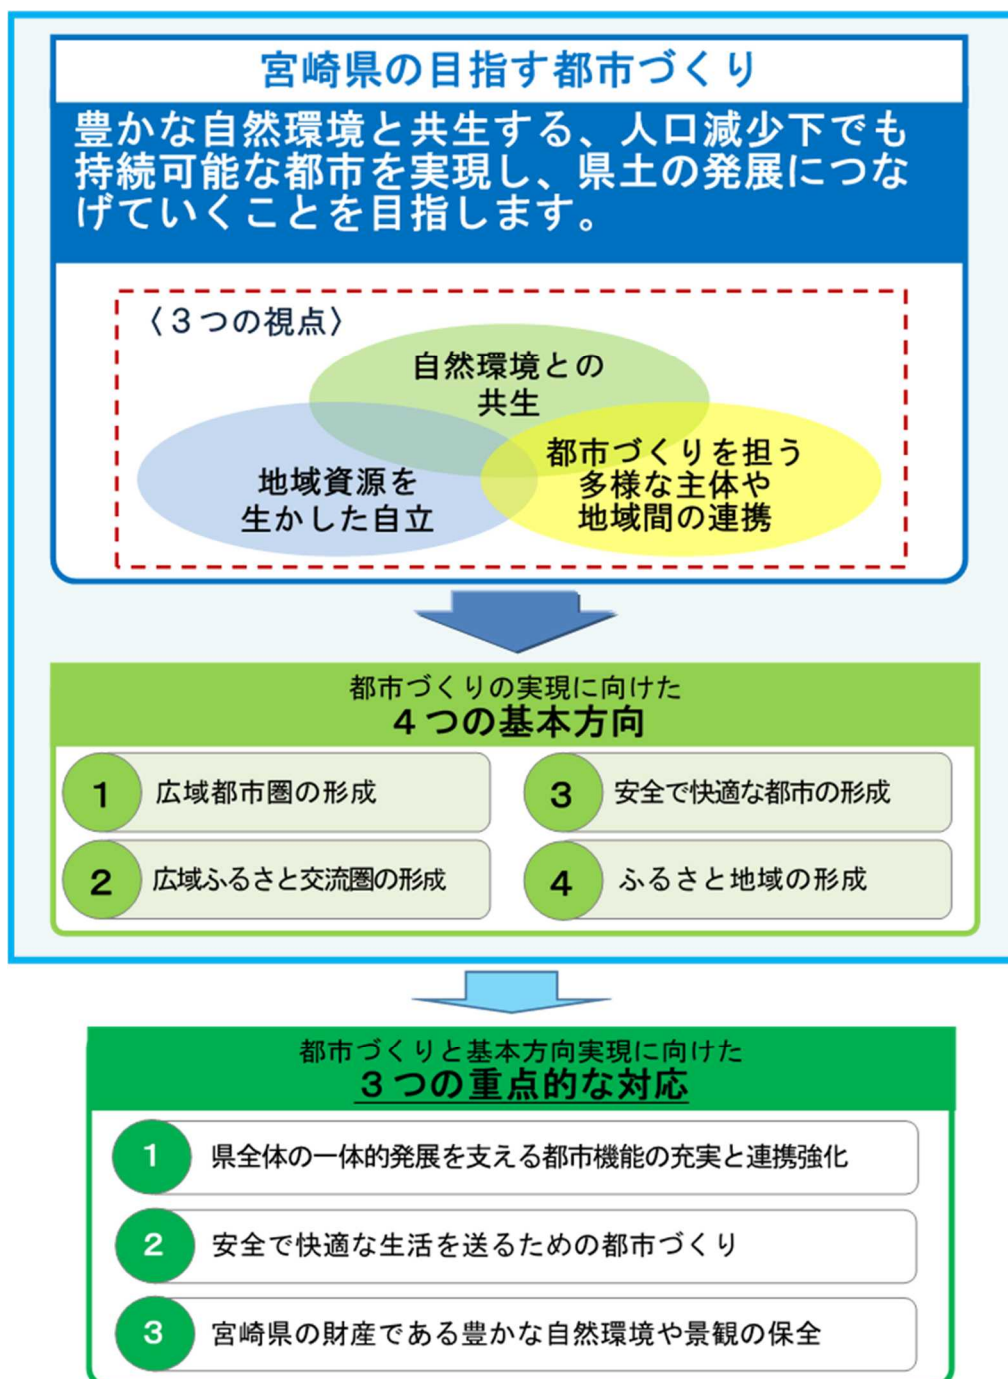 宮崎県の目指す都市づくり
豊かな自然環境と共生する、人口減少下でも
持続可能な都市を実現し、県土の発展につな
げていくことを目指します。
〈３つの視点〉
自然環境との
共生
地域資源を
生かした自立
都市づくりを担う
多様な主体や
地域間の連携
都市づくりの実現に向けた
４つの基本方向
1 広域都市圏の形成
2 広域ふるさと交流圏の形成
3 安全で快適な都市の形成
4 ふるさと地域の形成
都市づくりと基本方向実現に向けた
３つの重点的な対応
1 県全体の一体的発展を支える都市機能の充実と連携強化
2 安全で快適な生活を送るための都市づくり
3 宮崎県の財産である豊かな自然環境や景観の保全